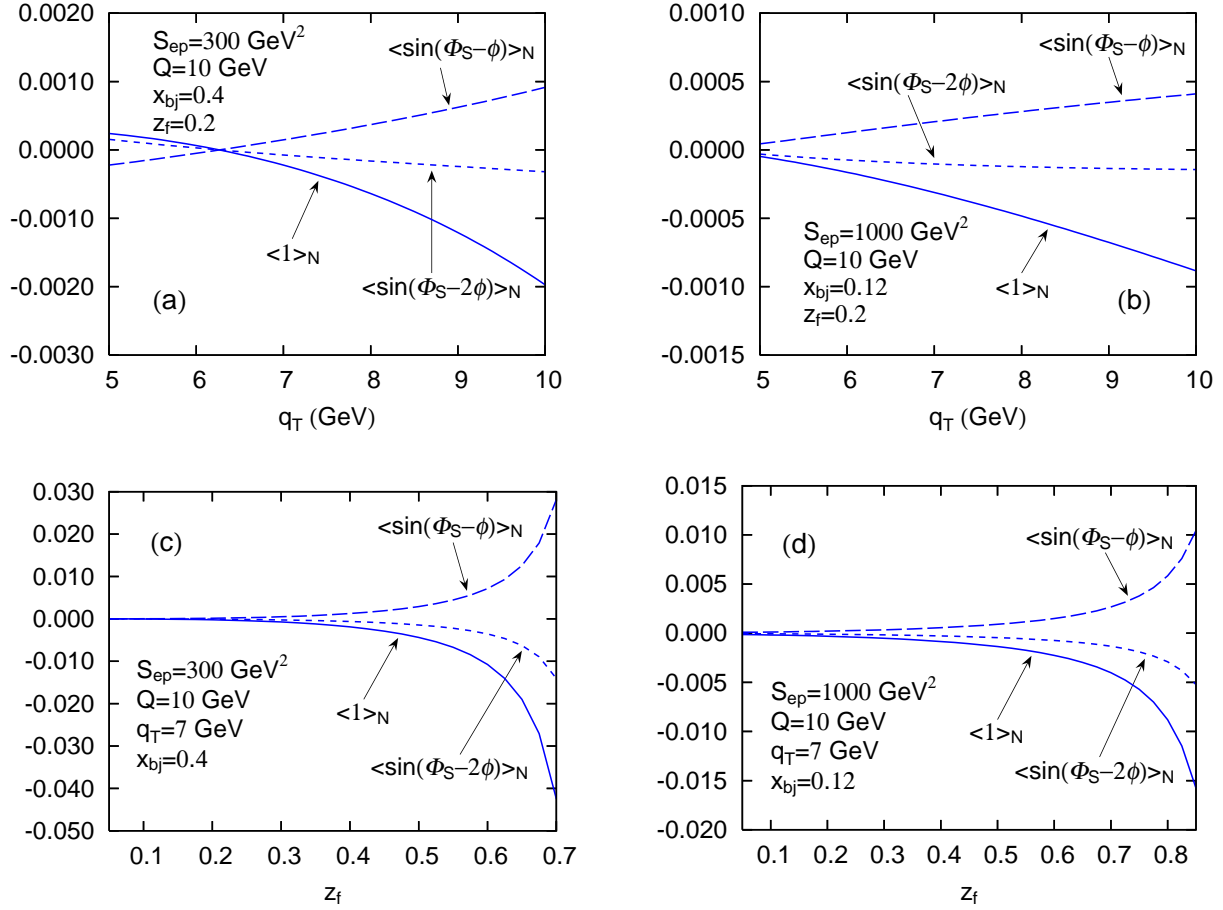 0.0020
0.0010
0.0000
-0.0010
-0.0020
-0.0030
S_ep=300 GeV²
Q=10 GeV
x_bj=0.4
z_f=0.2
<sin(Φ_S−ϕ)>_N
<1>_N
<sin(Φ_S−2ϕ)>_N
(a)
5 6 7 8 9 10
q_T (GeV)
0.0010
0.0005
0.0000
-0.0005
-0.0010
-0.0015
<sin(Φ_S−ϕ)>_N
<sin(Φ_S−2ϕ)>_N
S_ep=1000 GeV²
Q=10 GeV
x_bj=0.12
z_f=0.2
<1>_N
(b)
5 6 7 8 9 10
q_T (GeV)
0.030
0.020
0.010
0.000
-0.010
-0.020
-0.030
-0.040
-0.050
(c)
<sin(Φ_S−ϕ)>_N
S_ep=300 GeV²
Q=10 GeV
q_T=7 GeV
x_bj=0.4
<1>_N
<sin(Φ_S−2ϕ)>_N
0.1 0.2 0.3 0.4 0.5 0.6 0.7
z_f
0.015
0.010
0.005
0.000
-0.005
-0.010
-0.015
-0.020
(d)
<sin(Φ_S−ϕ)>_N
S_ep=1000 GeV²
Q=10 GeV
q_T=7 GeV
x_bj=0.12
<1>_N
<sin(Φ_S−2ϕ)>_N
0.1 0.2 0.3 0.4 0.5 0.6 0.7 0.8
z_f